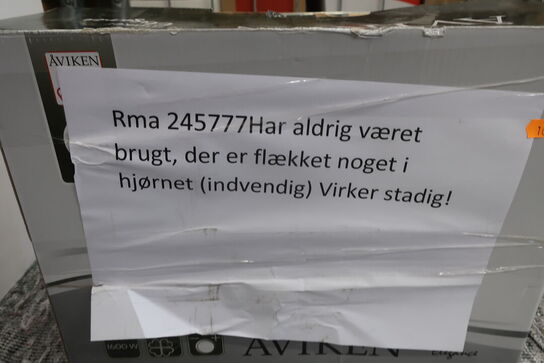 AVIKEN
Rma 245777Har aldrig været
brugt, der er flækket noget i
hjørnet (indvendig) Virker stadig!
1600 W
AVIKEN